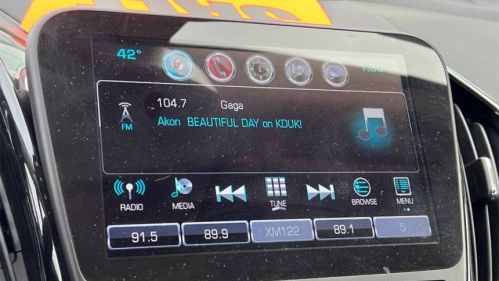 42°
104.7 Gaga
Akon BEAUTIFUL DAY on KDUK!
FM
RADIO MEDIA TUNE BROWSE MENU
91.5 89.9 XM122 89.1 5